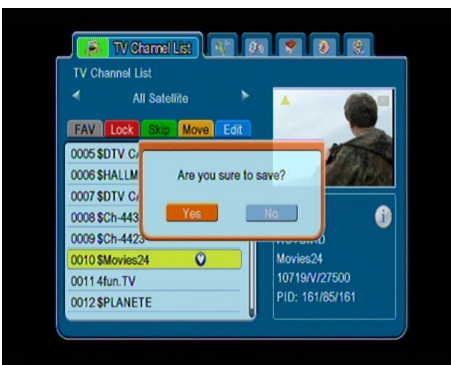 TV Channel List
TV Channel List
All Satellite
FAV Lock Skip Move Edit
0005 $DTV
0006 $HALLM
0007 $DTV
0008 $Ch-443
0009 $Ch-4423
0010 $Movies24
0011 4fun.TV
0012 $PLANETE
Are you sure to save?
Yes No
Movies24
10719/V/27500
PID: 161/85/161